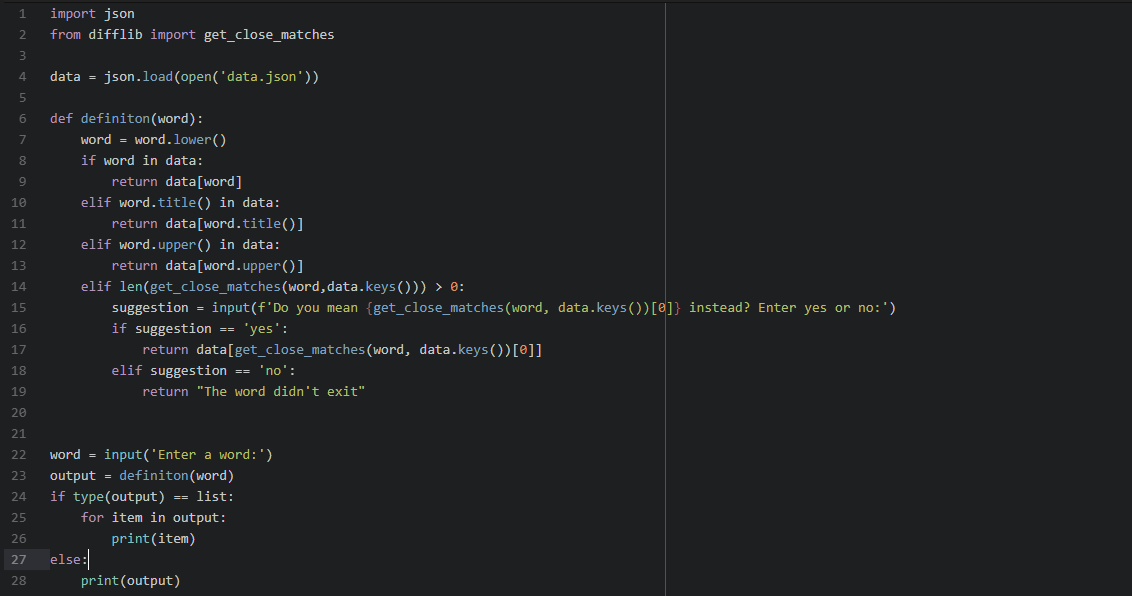 1 import json
2 from difflib import get_close_matches
3
4 data = json.load(open('data.json'))
5
6 def definiton(word):
7     word = word.lower()
8     if word in data:
9         return data[word]
10     elif word.title() in data:
11         return data[word.title()]
12     elif word.upper() in data:
13         return data[word.upper()]
14     elif len(get_close_matches(word,data.keys())) > 0:
15         suggestion = input(f'Do you mean {get_close_matches(word, data.keys())[0]} instead? Enter yes or no:')
16         if suggestion == 'yes':
17             return data[get_close_matches(word, data.keys())[0]]
18         elif suggestion == 'no':
19             return "The word didn't exit"
20
21
22 word = input('Enter a word:')
23 output = definiton(word)
24 if type(output) == list:
25     for item in output:
26         print(item)
27 else:
28     print(output)